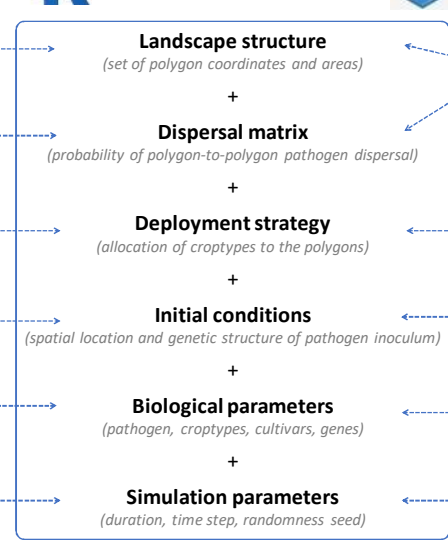 Landscape structure
(set of polygon coordinates and areas)
+
Dispersal matrix
(probability of polygon-to-polygon pathogen dispersal)
+
Deployment strategy
(allocation of croptypes to the polygons)
+
Initial conditions
(spatial location and genetic structure of pathogen inoculum)
+
Biological parameters
(pathogen, croptypes, cultivars, genes)
+
Simulation parameters
(duration, time step, randomness seed)